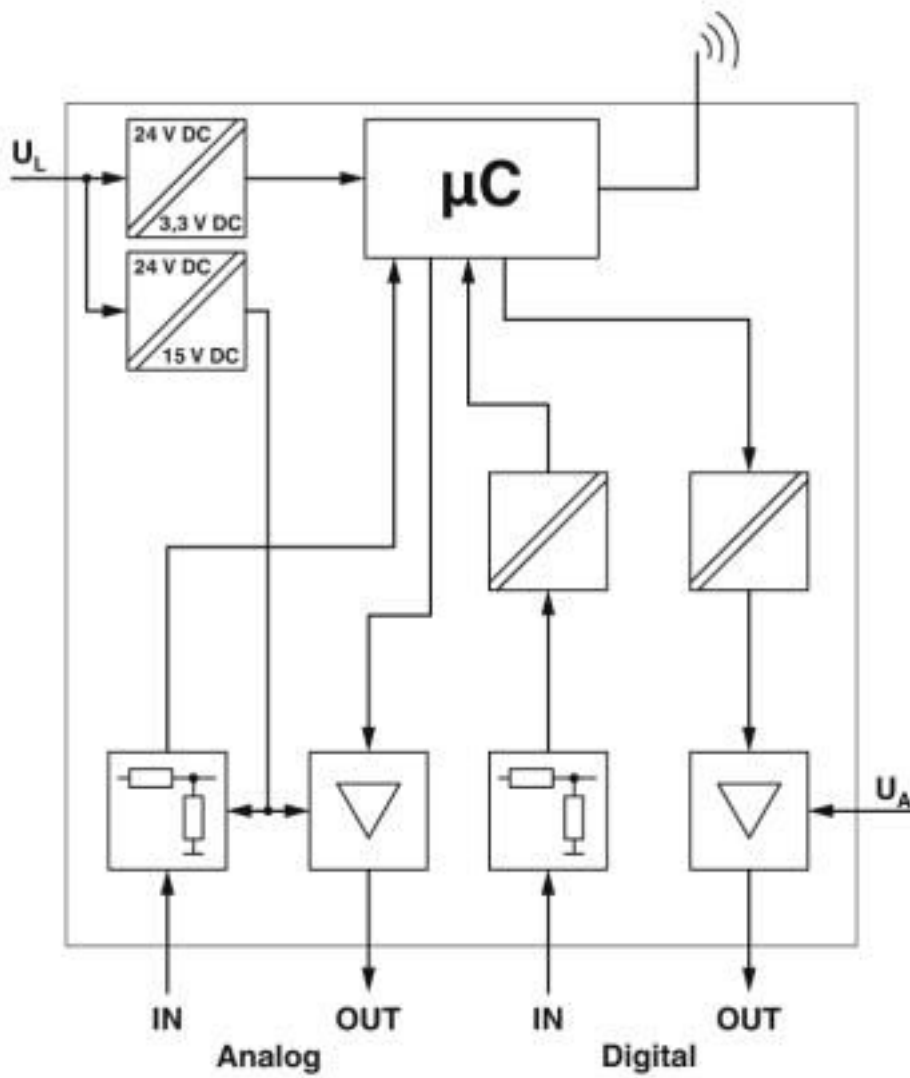 24 V DC
3,3 V DC
U_L
µC
24 V DC
15 V DC
U_A
IN OUT IN OUT
Analog Digital